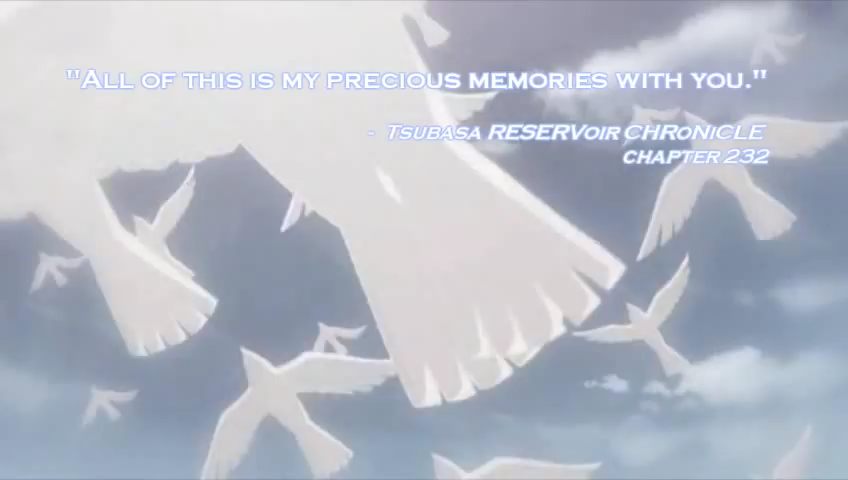 "All of this is my precious memories with you."
- Tsubasa RESERVoir CHRoNiCLE
chapter 232